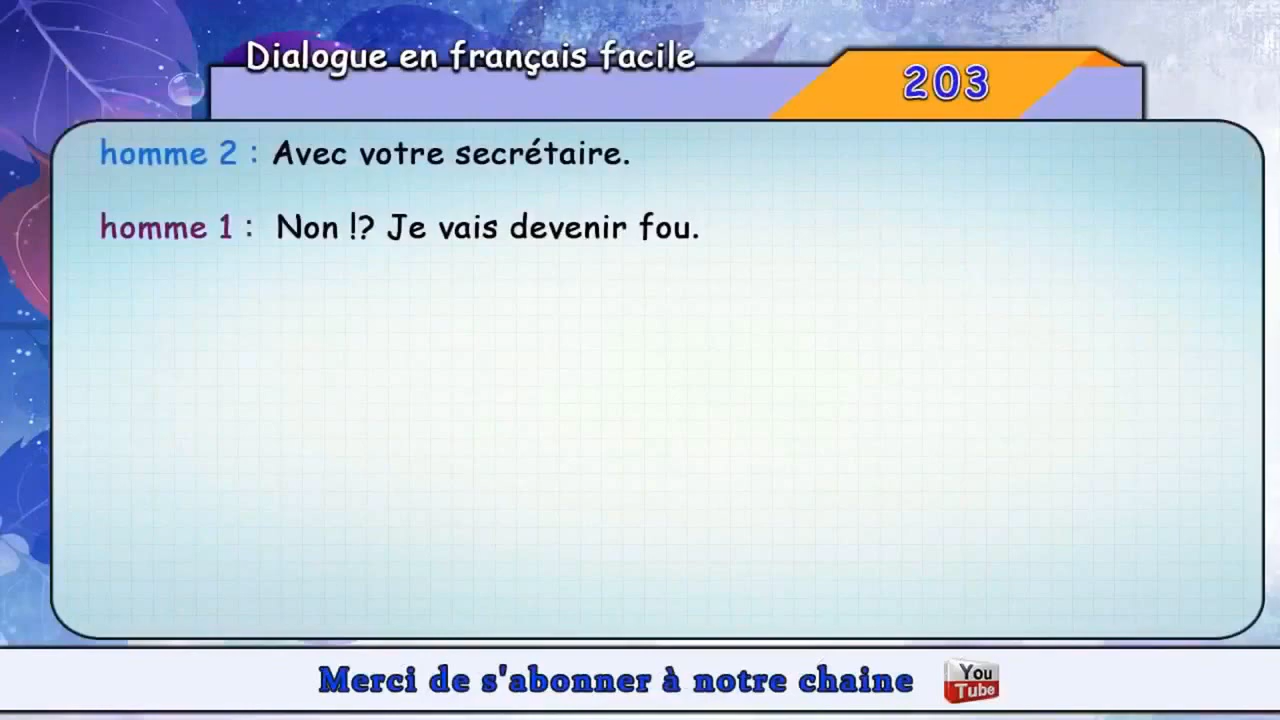 Dialogue en français facile
203
homme 2 : Avec votre secrétaire.
homme 1 : Non !? Je vais devenir fou.
Merci de s'abonner à notre chaine
You
Tube